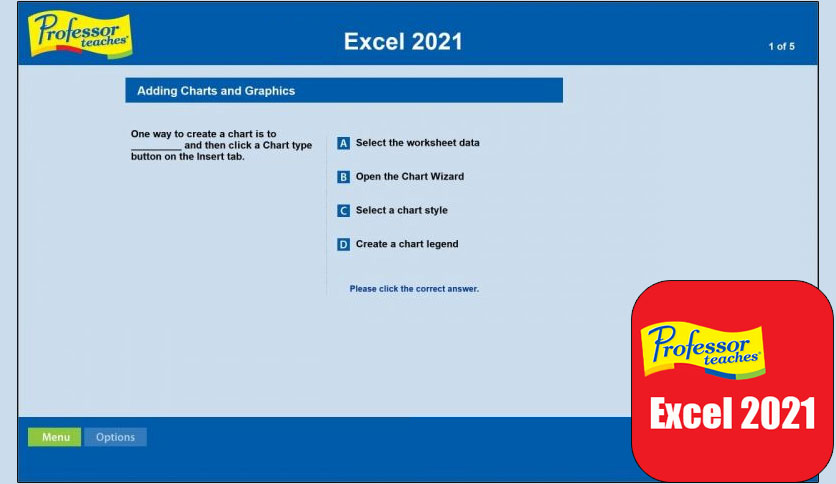 Professor
teaches
Excel 2021
1 of 5
Adding Charts and Graphics
One way to create a chart is to
_________ and then click a Chart type
button on the Insert tab.
A Select the worksheet data
B Open the Chart Wizard
C Select a chart style
D Create a chart legend
Please click the correct answer.
Menu Options
Professor
teaches
Excel 2021